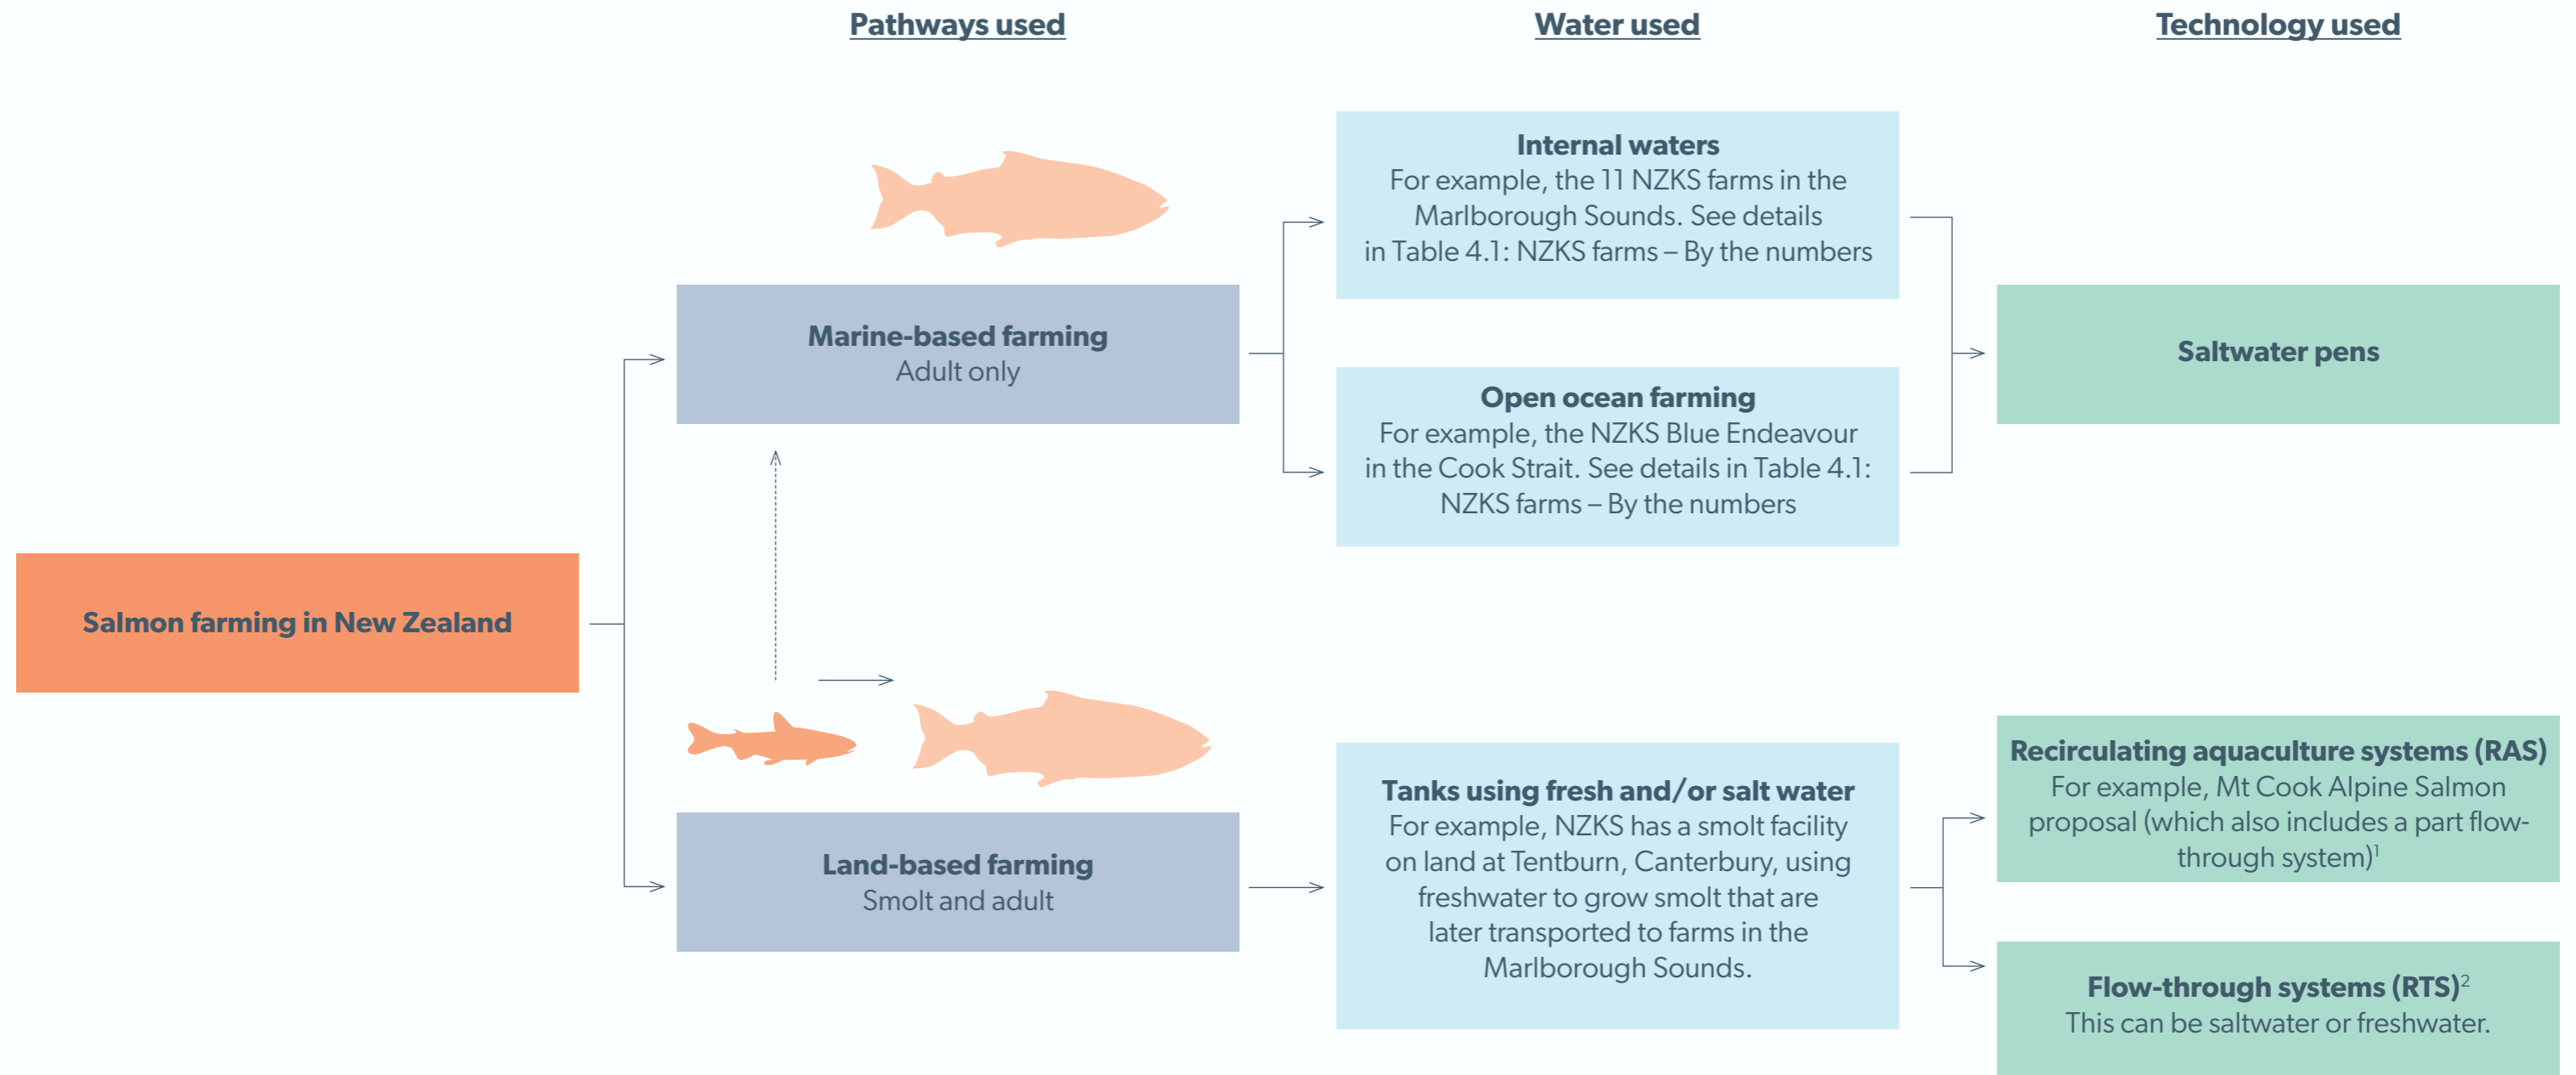 Pathways used
Water used
Technology used
Internal waters
For example, the 11 NZKS farms in the
Marlborough Sounds. See details
in Table 4.1: NZKS farms – By the numbers
Marine-based farming
Adult only
Saltwater pens
Open ocean farming
For example, the NZKS Blue Endeavour
in the Cook Strait. See details in Table 4.1:
NZKS farms – By the numbers
Salmon farming in New Zealand
Land-based farming
Smolt and adult
Tanks using fresh and/or salt water
For example, NZKS has a smolt facility
on land at Tentburn, Canterbury, using
freshwater to grow smolt that are
later transported to farms in the
Marlborough Sounds.
Recirculating aquaculture systems (RAS)
For example, Mt Cook Alpine Salmon
proposal (which also includes a part flow-
through system)¹
Flow-through systems (RTS)²
This can be saltwater or freshwater.